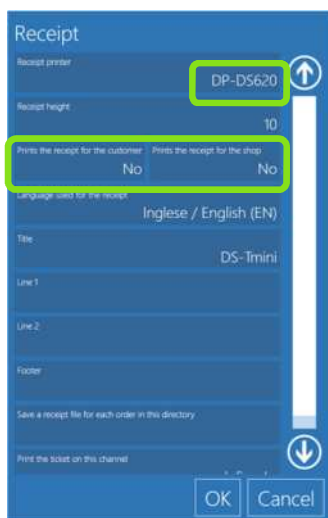 Receipt
Receipt printer
DP-DS620
Receipt height
10
Prints the receipt for the customer Prints the receipt for the shop
No No
Language used for the receipt
Inglese / English (EN)
Title
DS-Tmini
Line 1
Line 2
Footer
Save a receipt file for each order in this directory
Print the ticket on this channel
OK Cancel